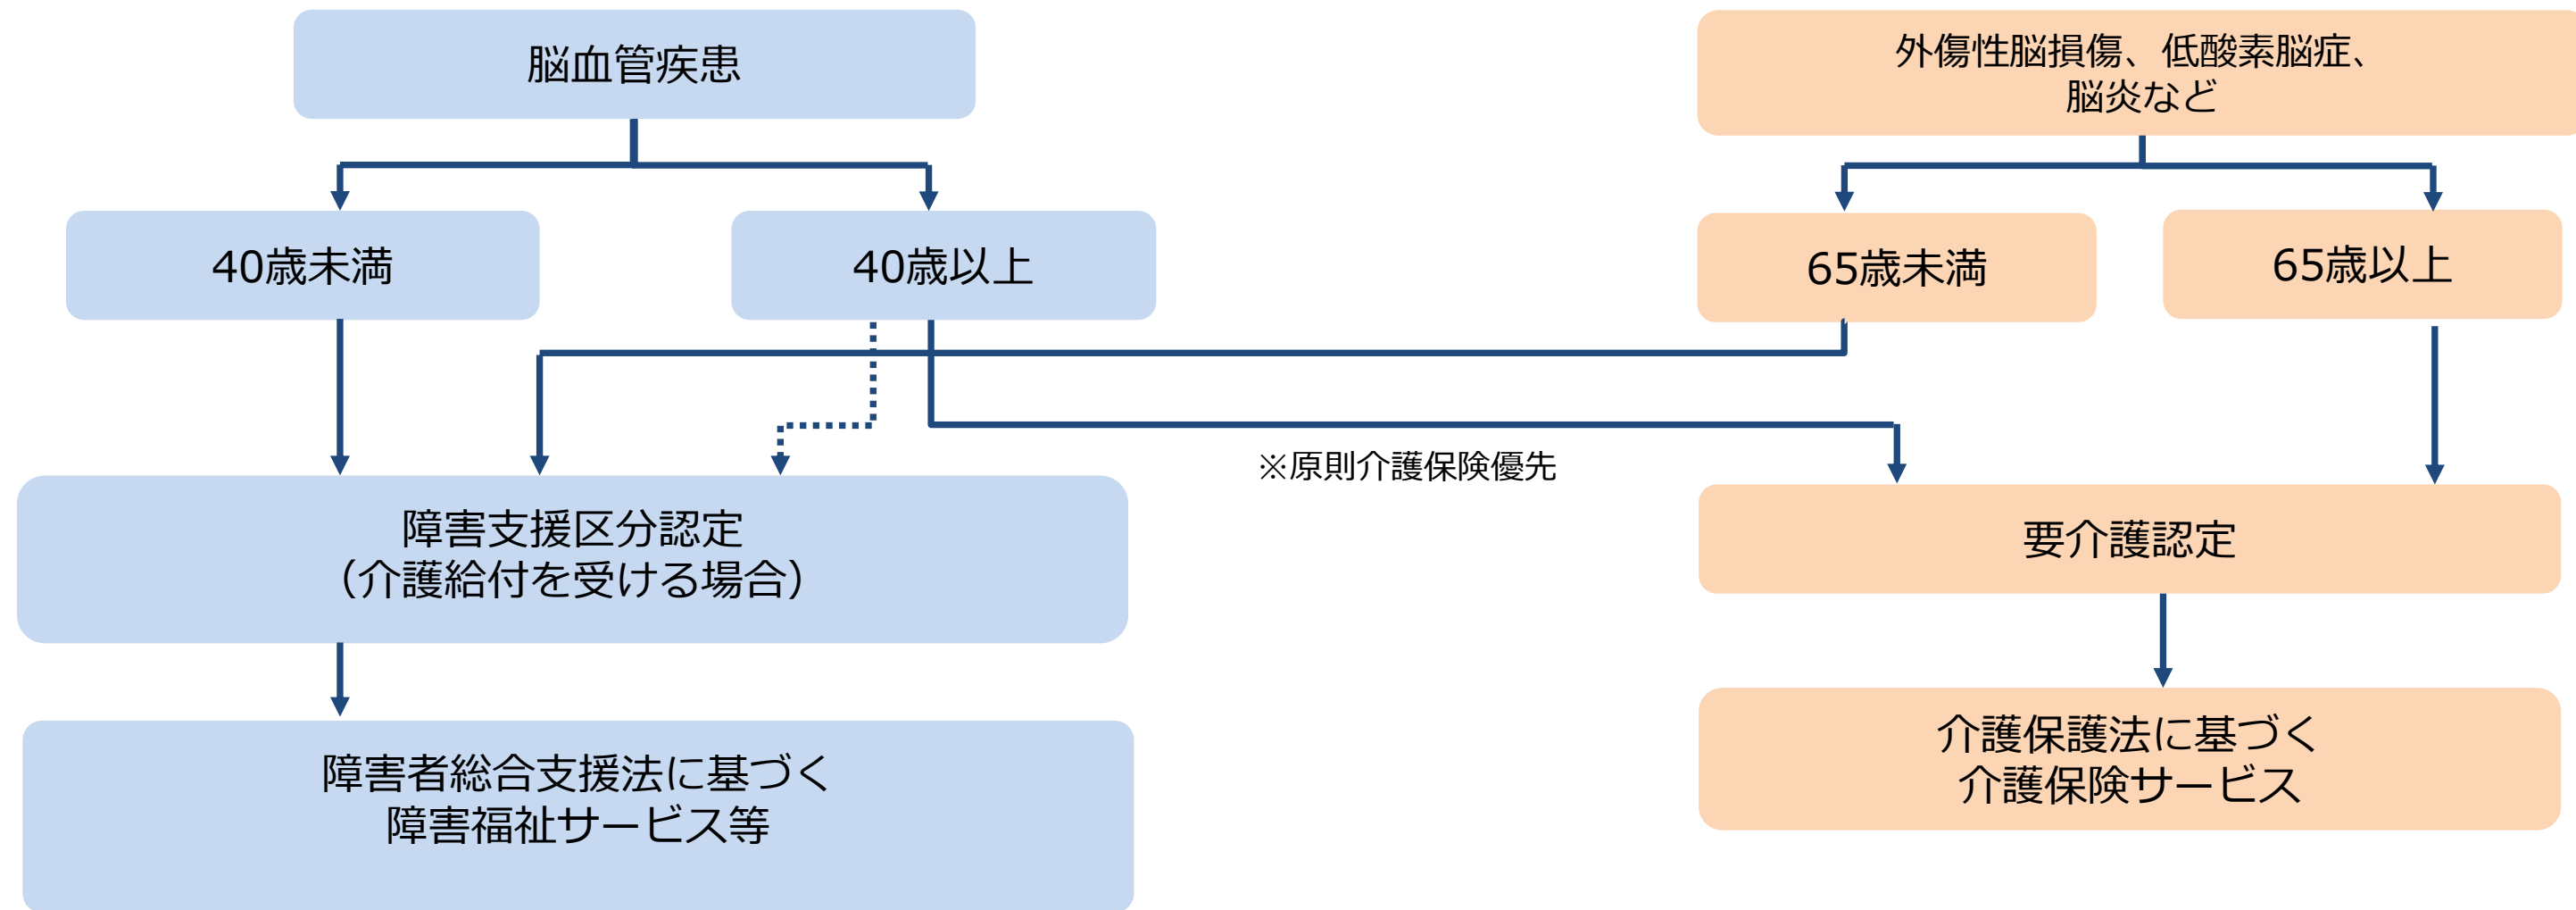 脳血管疾患
外傷性脳損傷、低酸素脳症、
脳炎など
40歳未満
40歳以上
65歳未満
65歳以上
※原則介護保険優先
障害支援区分認定
（介護給付を受ける場合）
要介護認定
障害者総合支援法に基づく
障害福祉サービス等
介護保護法に基づく
介護保険サービス